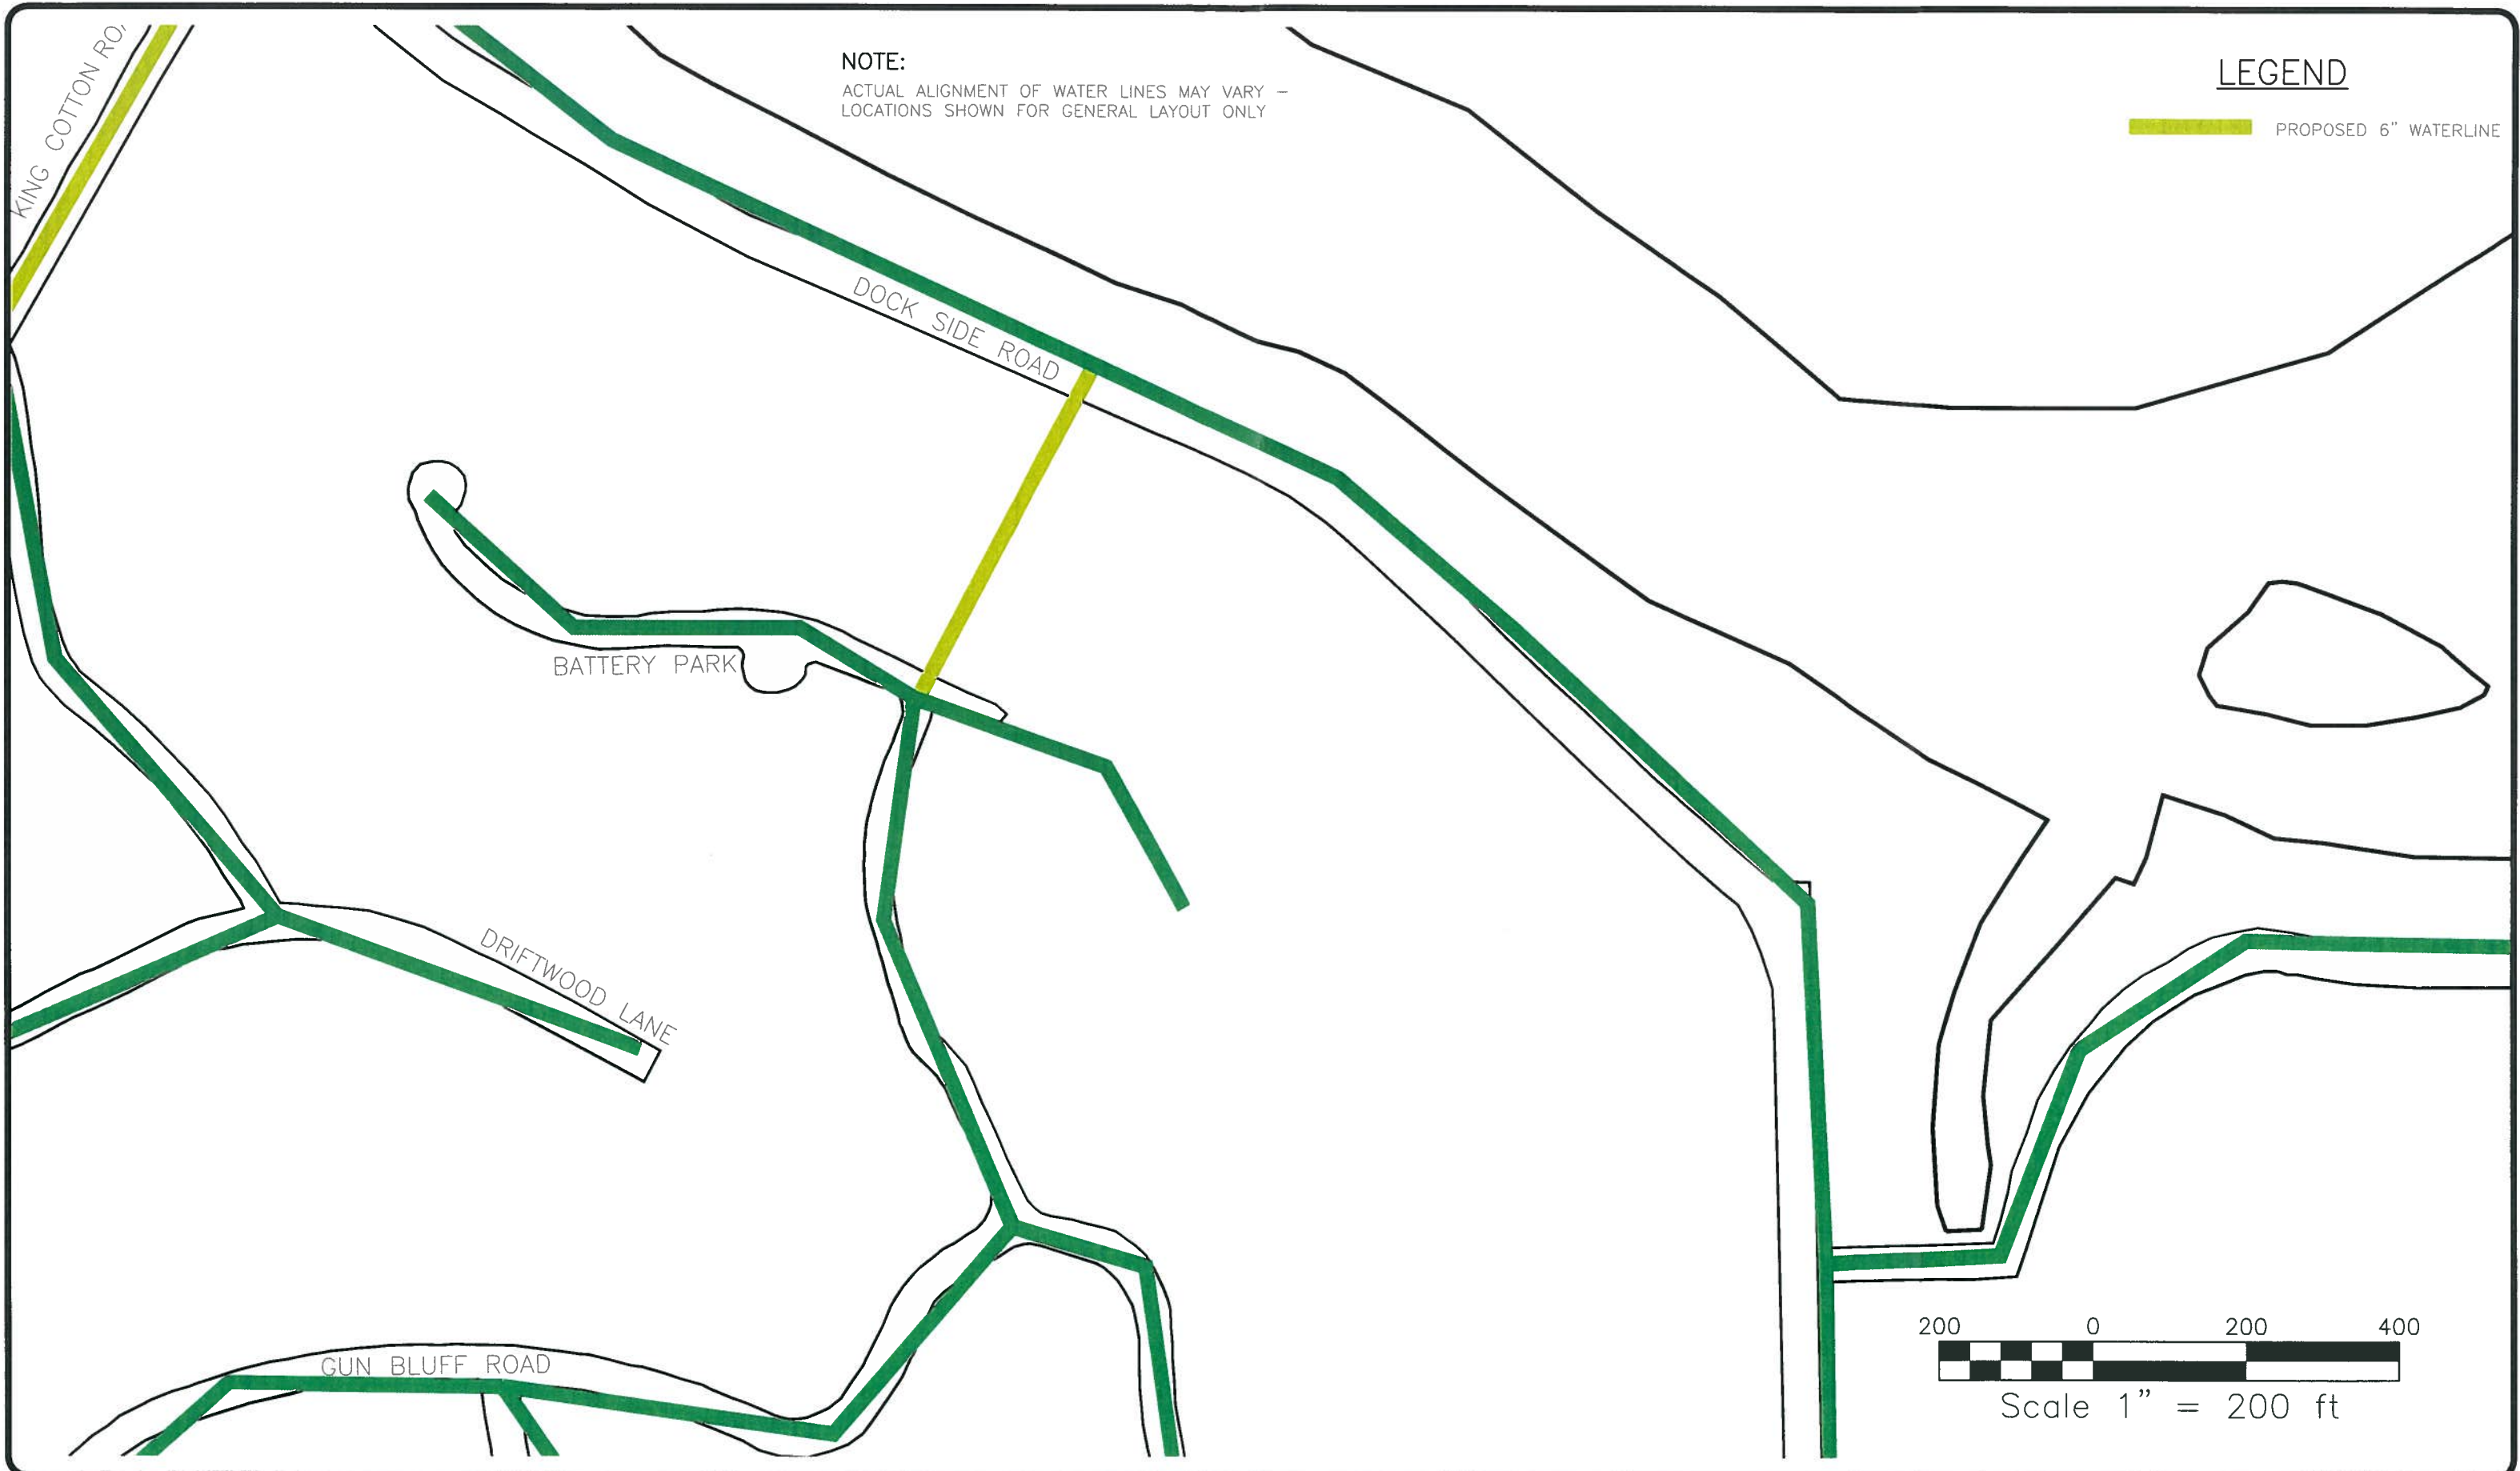 KING COTTON RO
NOTE:
ACTUAL ALIGNMENT OF WATER LINES MAY VARY –
LOCATIONS SHOWN FOR GENERAL LAYOUT ONLY
LEGEND
PROPOSED 6" WATERLINE
DOCK SIDE ROAD
BATTERY PARK
DRIFTWOOD LANE
GUN BLUFF ROAD
200 0 200 400
Scale 1" = 200 ft